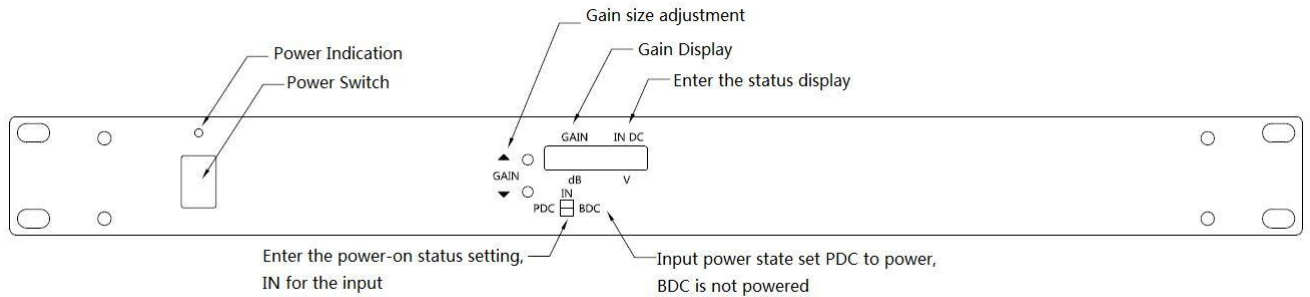 Gain size adjustment
Gain Display
Power Indication
Enter the status display
Power Switch
GAIN IN DC
GAIN
dB V
IN
PDC BDC
Enter the power-on status setting,
IN for the input
Input power state set PDC to power,
BDC is not powered